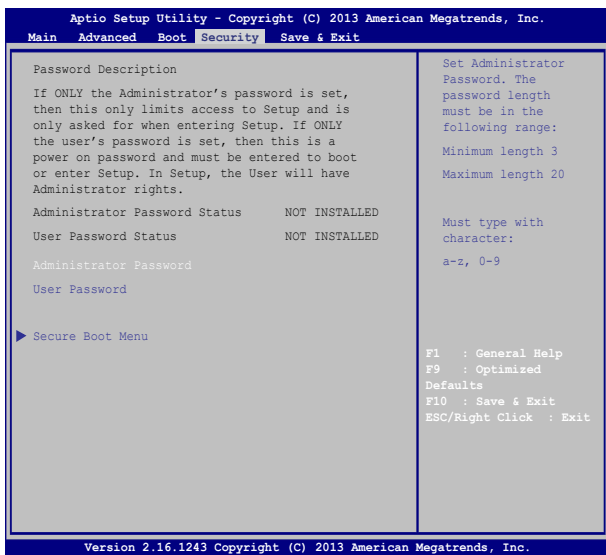 Aptio Setup Utility - Copyright (C) 2013 American Megatrends, Inc.
Main Advanced Boot Security Save & Exit
Password Description
If ONLY the Administrator's password is set,
then this only limits access to Setup and is
only asked for when entering Setup. If ONLY
the user's password is set, then this is a
power on password and must be entered to boot
or enter Setup. In Setup, the User will have
Administrator rights.
Administrator Password Status NOT INSTALLED
User Password Status NOT INSTALLED
Administrator Password
User Password
Secure Boot Menu
Set Administrator
Password. The
password length
must be in the
following range:
Minimum length 3
Maximum length 20
Must type with
character:
a-z, 0-9
F1 : General Help
F9 : Optimized
Defaults
F10 : Save & Exit
ESC/Right Click : Exit
Version 2.16.1243 Copyright (C) 2013 American Megatrends, Inc.